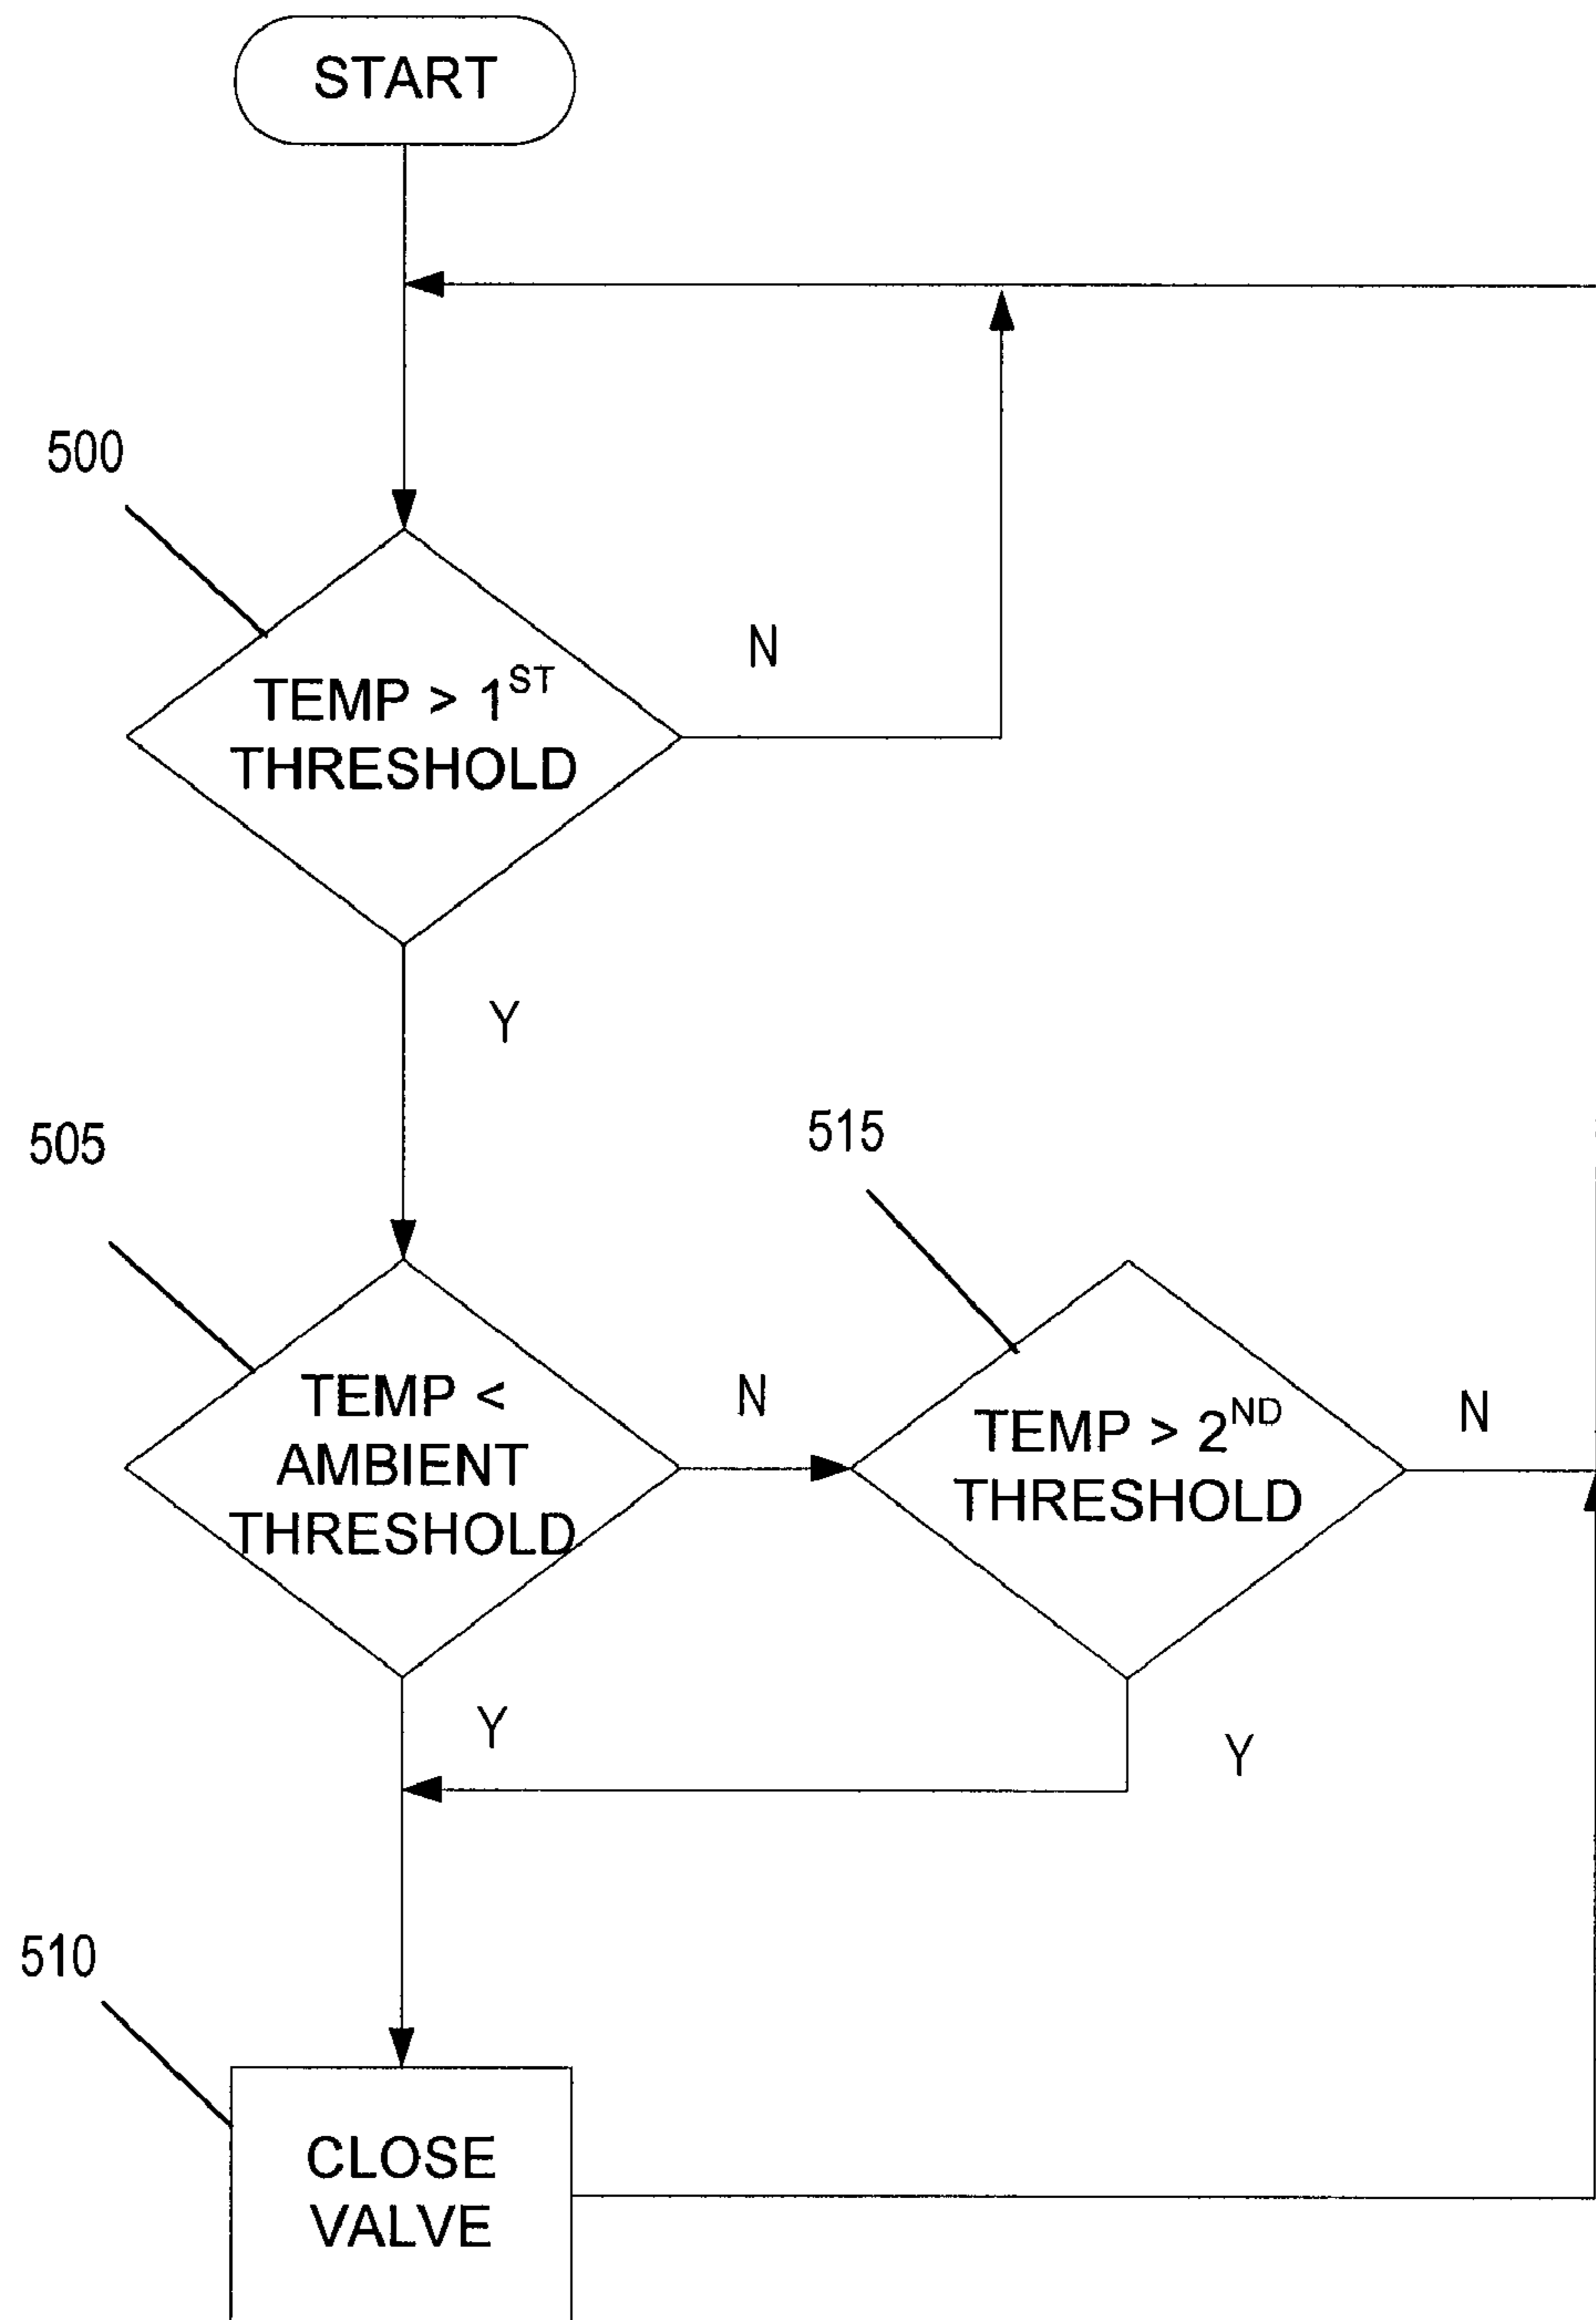 START
500
N
TEMP > 1ST
THRESHOLD
Y
505
515
TEMP <
AMBIENT
THRESHOLD
N
TEMP > 2ND
THRESHOLD
N
Y
Y
510
CLOSE
VALVE